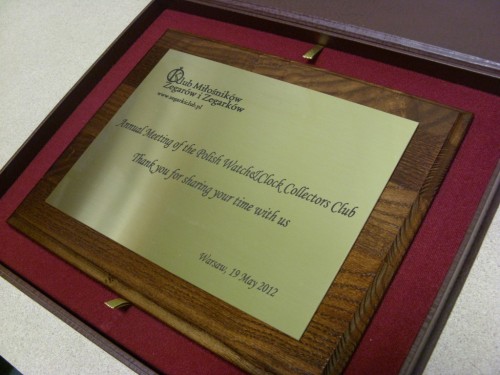 Klub Miłośników
Zegarów i Zegarków
www.zegarkiclub.pl
Annual Meeting of the Polish Watch&Clock Collectors Club
Thank you for sharing your time with us
Warsaw, 19 May 2012